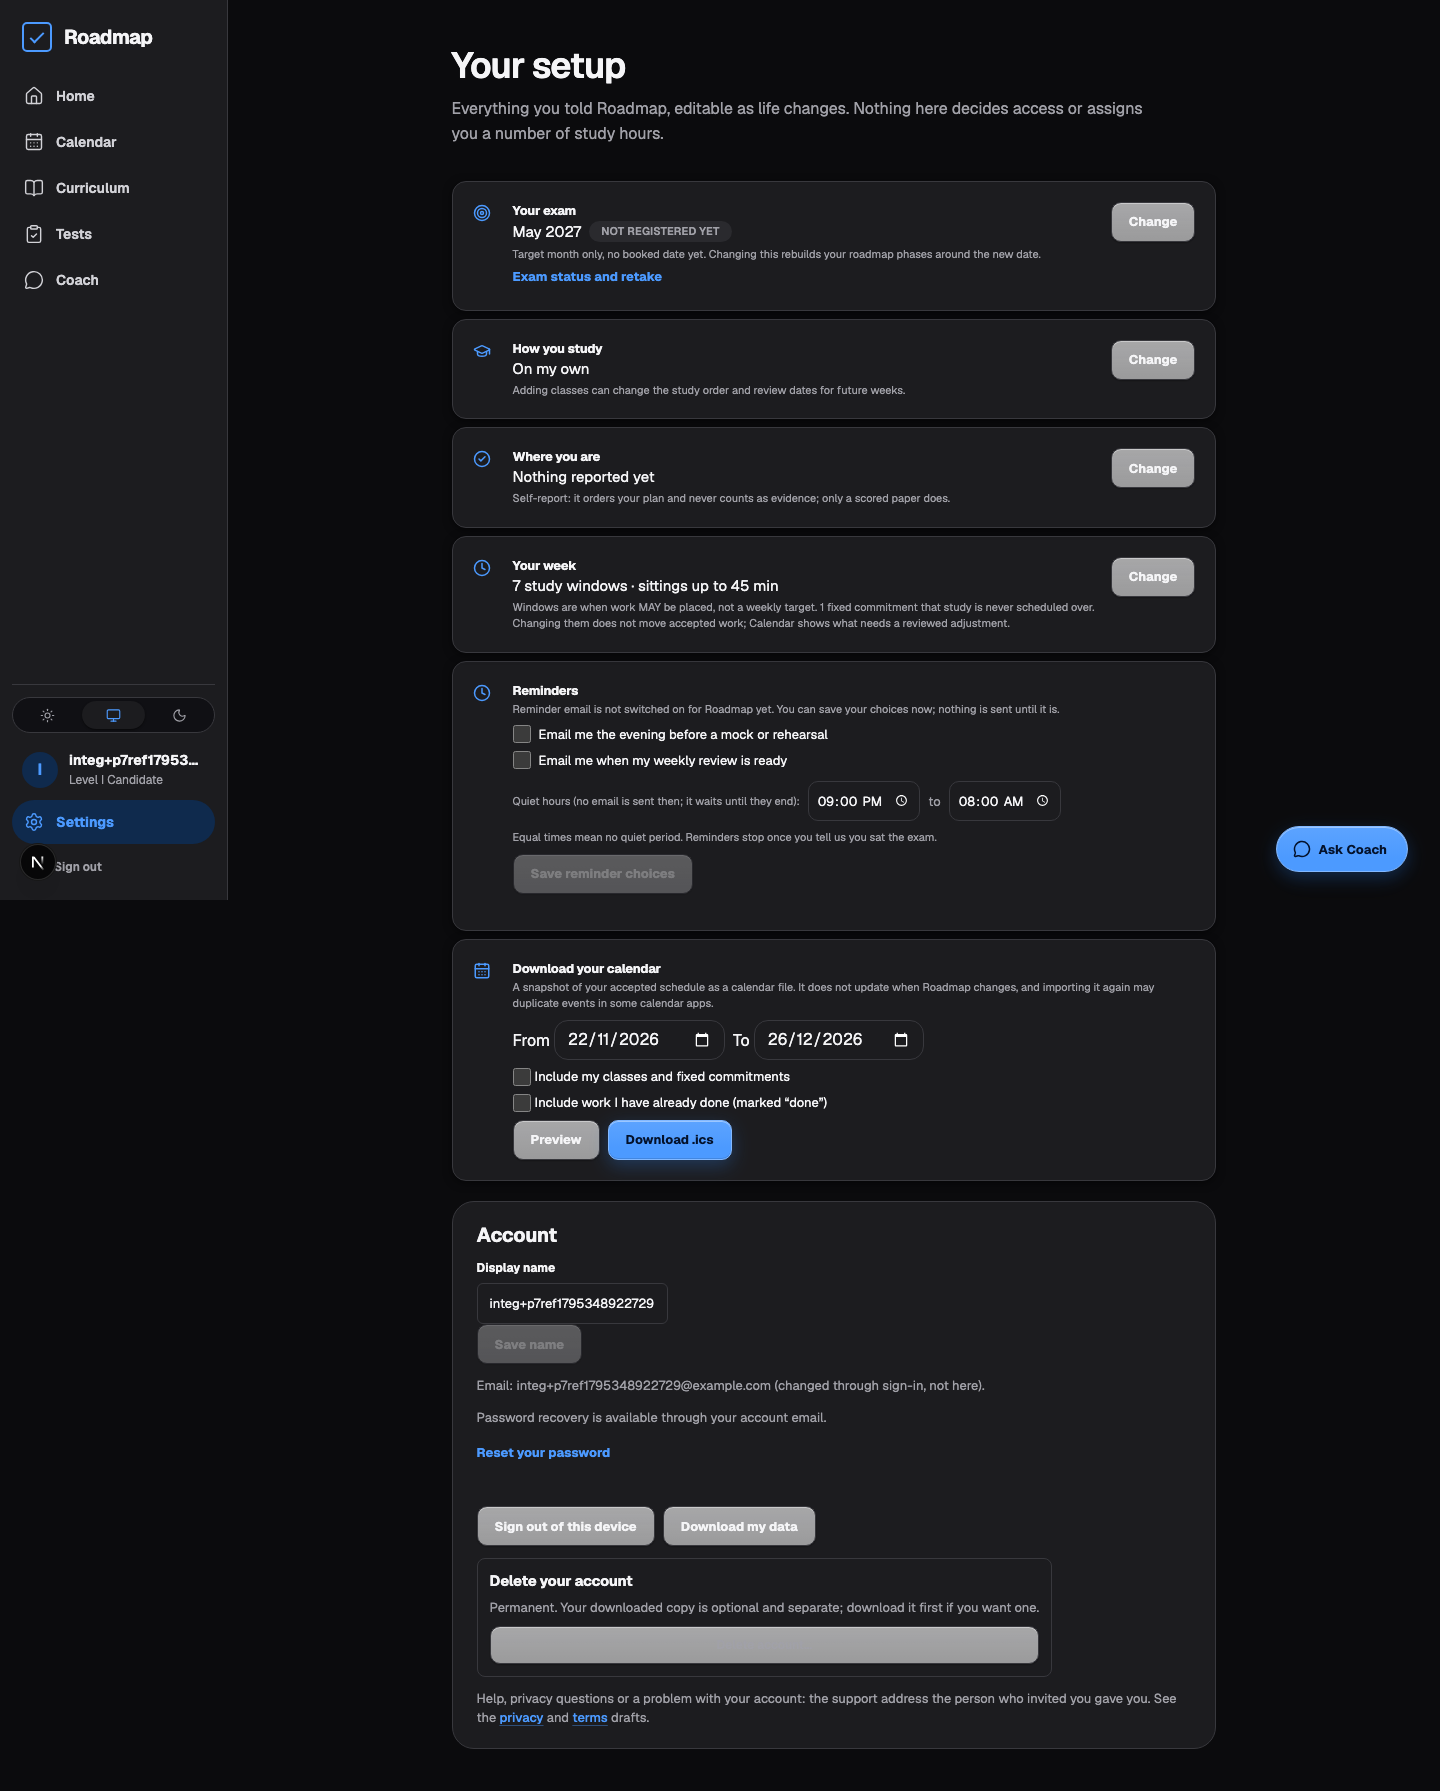 Roadmap
Home
Calendar
Curriculum
Tests
Coach
integ+p7ref17953...
Level I Candidate
Settings
Sign out
Your setup
Everything you told Roadmap, editable as life changes. Nothing here decides access or assigns
you a number of study hours.
Your exam
May 2027 NOT REGISTERED YET
Target month only, no booked date yet. Changing this rebuilds your roadmap phases around the new date.
Exam status and retake
Change
How you study
On my own
Adding classes can change the study order and review dates for future weeks.
Change
Where you are
Nothing reported yet
Self-report: it orders your plan and never counts as evidence; only a scored paper does.
Change
Your week
7 study windows · sittings up to 45 min
Windows are when work MAY be placed, not a weekly target. 1 fixed commitment that study is never scheduled over.
Changing them does not move accepted work; Calendar shows what needs a reviewed adjustment.
Change
Reminders
Reminder email is not switched on for Roadmap yet. You can save your choices now; nothing is sent until it is.
Email me the evening before a mock or rehearsal
Email me when my weekly review is ready
Quiet hours (no email is sent then; it waits until they end): 09:00 PM to 08:00 AM
Equal times mean no quiet period. Reminders stop once you tell us you sat the exam.
Save reminder choices
Ask Coach
Download your calendar
A snapshot of your accepted schedule as a calendar file. It does not update when Roadmap changes, and importing it again may
duplicate events in some calendar apps.
From 22/11/2026 To 26/12/2026
Include my classes and fixed commitments
Include work I have already done (marked “done”)
Preview Download .ics
Account
Display name
integ+p7ref1795348922729
Save name
Email: integ+p7ref1795348922729@example.com (changed through sign-in, not here).
Password recovery is available through your account email.
Reset your password
Sign out of this device Download my data
Delete your account
Permanent. Your downloaded copy is optional and separate; download it first if you want one.
Help, privacy questions or a problem with your account: the support address the person who invited you gave you. See
the privacy and terms drafts.